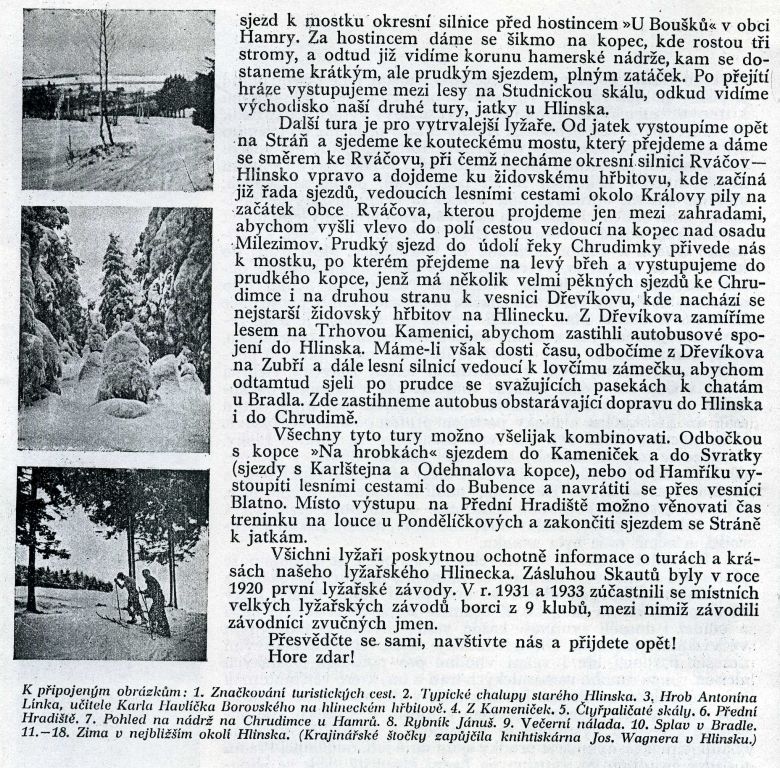 sjezd k mostku okresní silnice před hostincem »U Boušků« v obci
Hamry. Za hostincem dáme se šikmo na kopec, kde rostou tři
stromy, a odtud již vidíme korunu hamerské nádrže, kam se do-
staneme krátkým, ale prudkým sjezdem, plným zatáček. Po přejítí
hráze vystupujeme mezi lesy na Studnickou skálu, odkud vidíme
východisko naší druhé tury, jatky u Hlinska.
Další tura je pro vytrvalejší lyžaře. Od jatek vystoupíme opět
na Stráň a sjedeme ke kouteckému mostu, který přejdeme a dáme
se směrem ke Rváčovu, při čemž necháme okresní silnici Rváčov—
Hlinsko vpravo a dojdeme ku židovskému hřbitovu, kde začíná
již řada sjezdů, vedoucích lesními cestami okolo Královy pily na
začátek obce Rváčova, kterou projdeme jen mezi zahradami,
abychom vyšli vlevo do polí cestou vedoucí na kopec nad osadu
Milezimov. Prudký sjezd do údolí řeky Chrudimky přivede nás
k mostku, po kterém přejdeme na levý břeh a vystupujeme do
prudkého kopce, jenž má několik velmi pěkných sjezdů ke Chru-
dimce i na druhou stranu k vesnici Dřevíkovu, kde nachází se
nejstarší židovský hřbitov na Hlinecku. Z Dřevíkova zamíříme
lesem na Trhovou Kamenici, abychom zastihli autobusové spo-
jení do Hlinska. Máme-li však dosti času, odbočíme z Dřevíkova
na Zubří a dále lesní silnicí vedoucí k lovčímu zámečku, abychom
odtamtud sjeli po prudce se svažujících pasekách k chatám
u Bradla. Zde zastihneme autobus obstarávající dopravu do Hlinska
i do Chrudimě.
Všechny tyto tury možno všelijak kombinovati. Odbočkou
s kopce »Na hrobkách« sjezdem do Kameniček a do Svratky
(sjezdy s Karlštejna a Odehnalova kopce), nebo od Hamříku vy-
stoupiti lesními cestami do Bubence a navrátiti se přes vesnici
Blatno. Místo výstupu na Přední Hradiště možno věnovati čas
treninku na louce u Pondělíčkových a zakončiti sjezdem se Stráně
k jatkám.
Všichni lyžaři poskytnou ochotně informace o turách a krá-
sách našeho lyžařského Hlinecka. Zásluhou Skautů byly v roce
1920 první lyžařské závody. V r. 1931 a 1933 zúčastnili se místních
velkých lyžařských závodů borci z 9 klubů, mezi nimiž závodili
závodníci zvučných jmen.
Přesvědčte se sami, navštivte nás a přijdete opět!
Hore zdar!
K připojeným obrázkům: 1. Značkování turistických cest. 2. Typické chalupy starého Hlinska. 3, Hrob Antonína
Línka, učitele Karla Havlíčka Borovského na hlineckém hřbitově. 4. Z Kameniček. 5. Čtyřpaličaté skály. 6. Přední
Hradiště. 7. Pohled na nádrž na Chrudimce u Hamrů. 8. Rybník Januš. 9. Večerní nálada. 10. Splav v Bradle.
11.—18. Zima v nejbližším okolí Hlinska. (Krajinářské štočky zapůjčila knihtiskárna Jos. Wagnera v Hlinsku.)